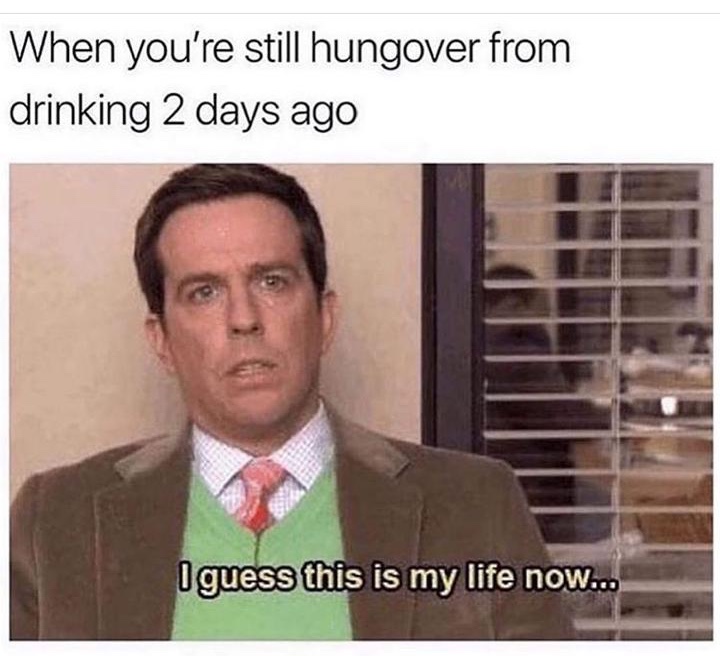 When you're still hungover from
drinking 2 days ago
I guess this is my life now...